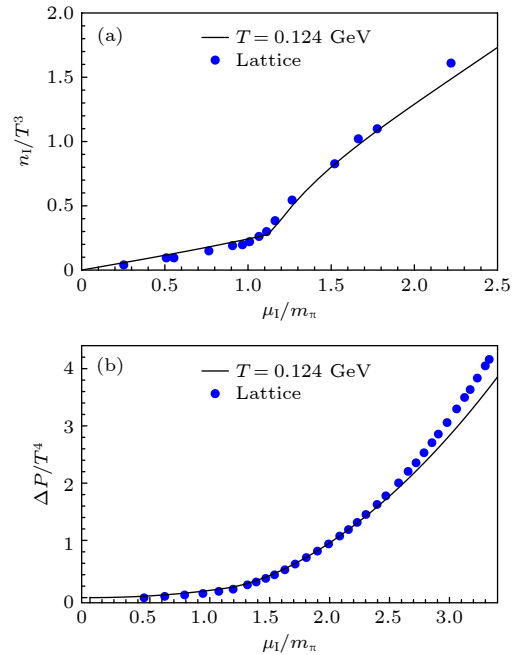 2.0
(a)
T = 0.124 GeV
Lattice
1.5
1.0
0.5
0
n_I/T^3
0 0.5 1.0 1.5 2.0 2.5
μ_I/m_π
(b)
4
T = 0.124 GeV
Lattice
3
2
1
0
ΔP/T^4
0 0.5 1.0 1.5 2.0 2.5 3.0
μ_I/m_π